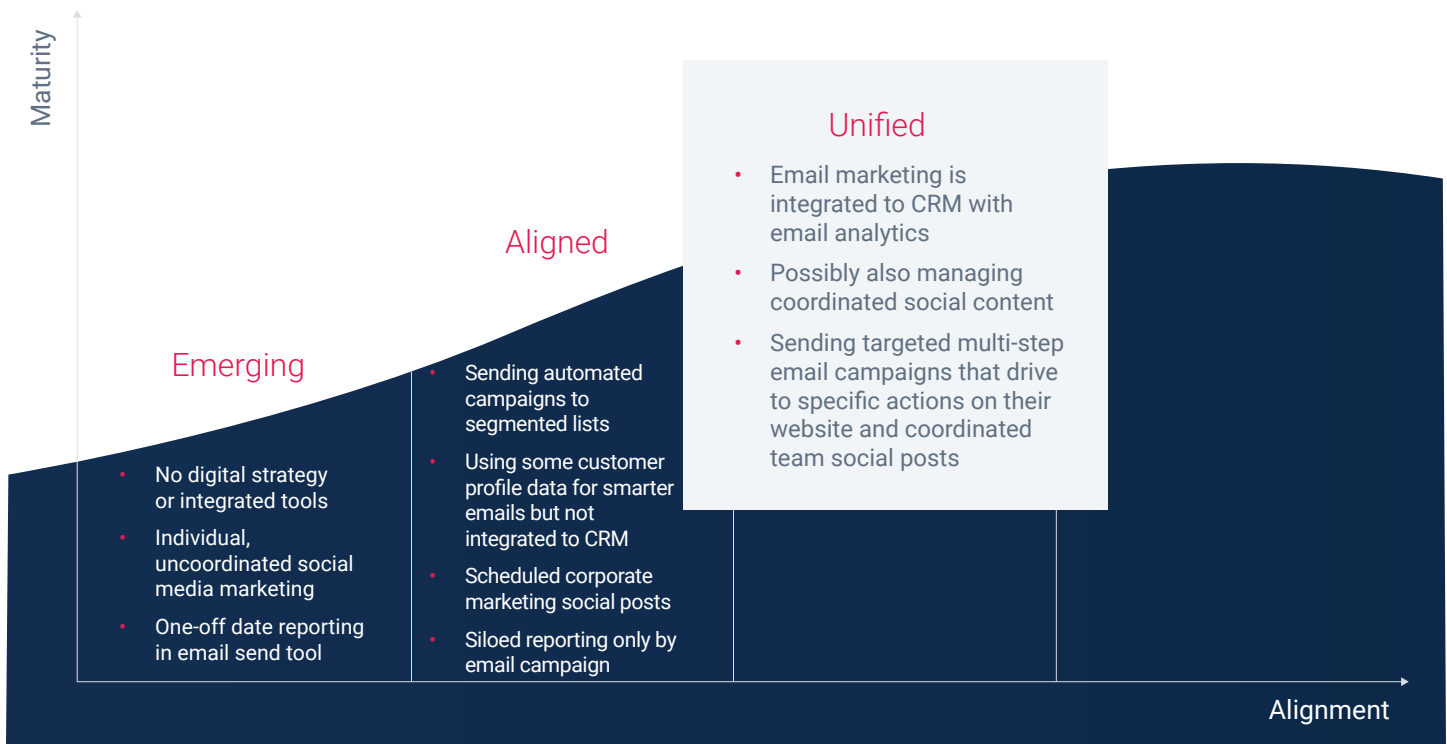 Maturity
Unified
• Email marketing is
integrated to CRM with
email analytics
• Possibly also managing
coordinated social content
• Sending targeted multi-step
email campaigns that drive
to specific actions on their
website and coordinated
team social posts
Aligned
• Sending automated
campaigns to
segmented lists
• Using some customer
profile data for smarter
emails but not
integrated to CRM
• Scheduled corporate
marketing social posts
• Siloed reporting only by
email campaign
Emerging
• No digital strategy
or integrated tools
• Individual,
uncoordinated social
media marketing
• One-off date reporting
in email send tool
Alignment